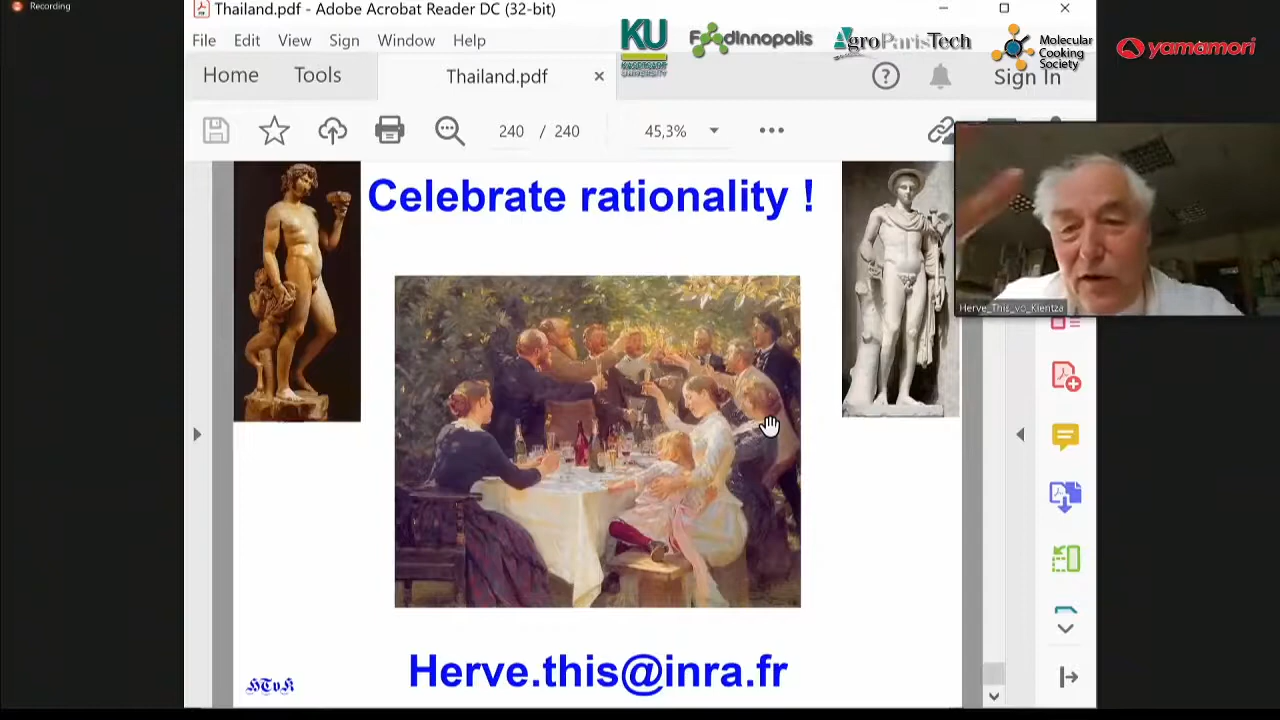 Recording
Thailand.pdf - Adobe Acrobat Reader DC (32-bit)
File Edit View Sign Window Help
KU
KASETSART
UNIVERSITY
FoodInnopolis
AgroParisTech
Molecular
Cooking
Society
yamamori
Home Tools Thailand.pdf Sign In
240 / 240 45,3%
Celebrate rationality !
Herve_This_vo_Kientza
Herve.this@inra.fr
HTvK